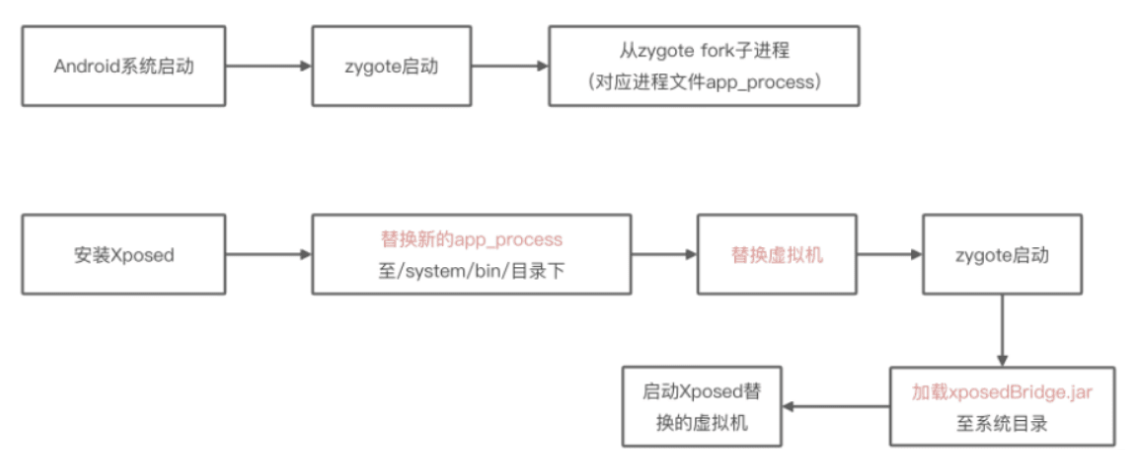 Android系统启动
zygote启动
从zygote fork子进程
（对应进程文件app_process）
安装Xposed
替换新的app_process
至/system/bin/目录下
替换虚拟机
zygote启动
启动Xposed替
换的虚拟机
加载xposedBridge.jar
至系统目录